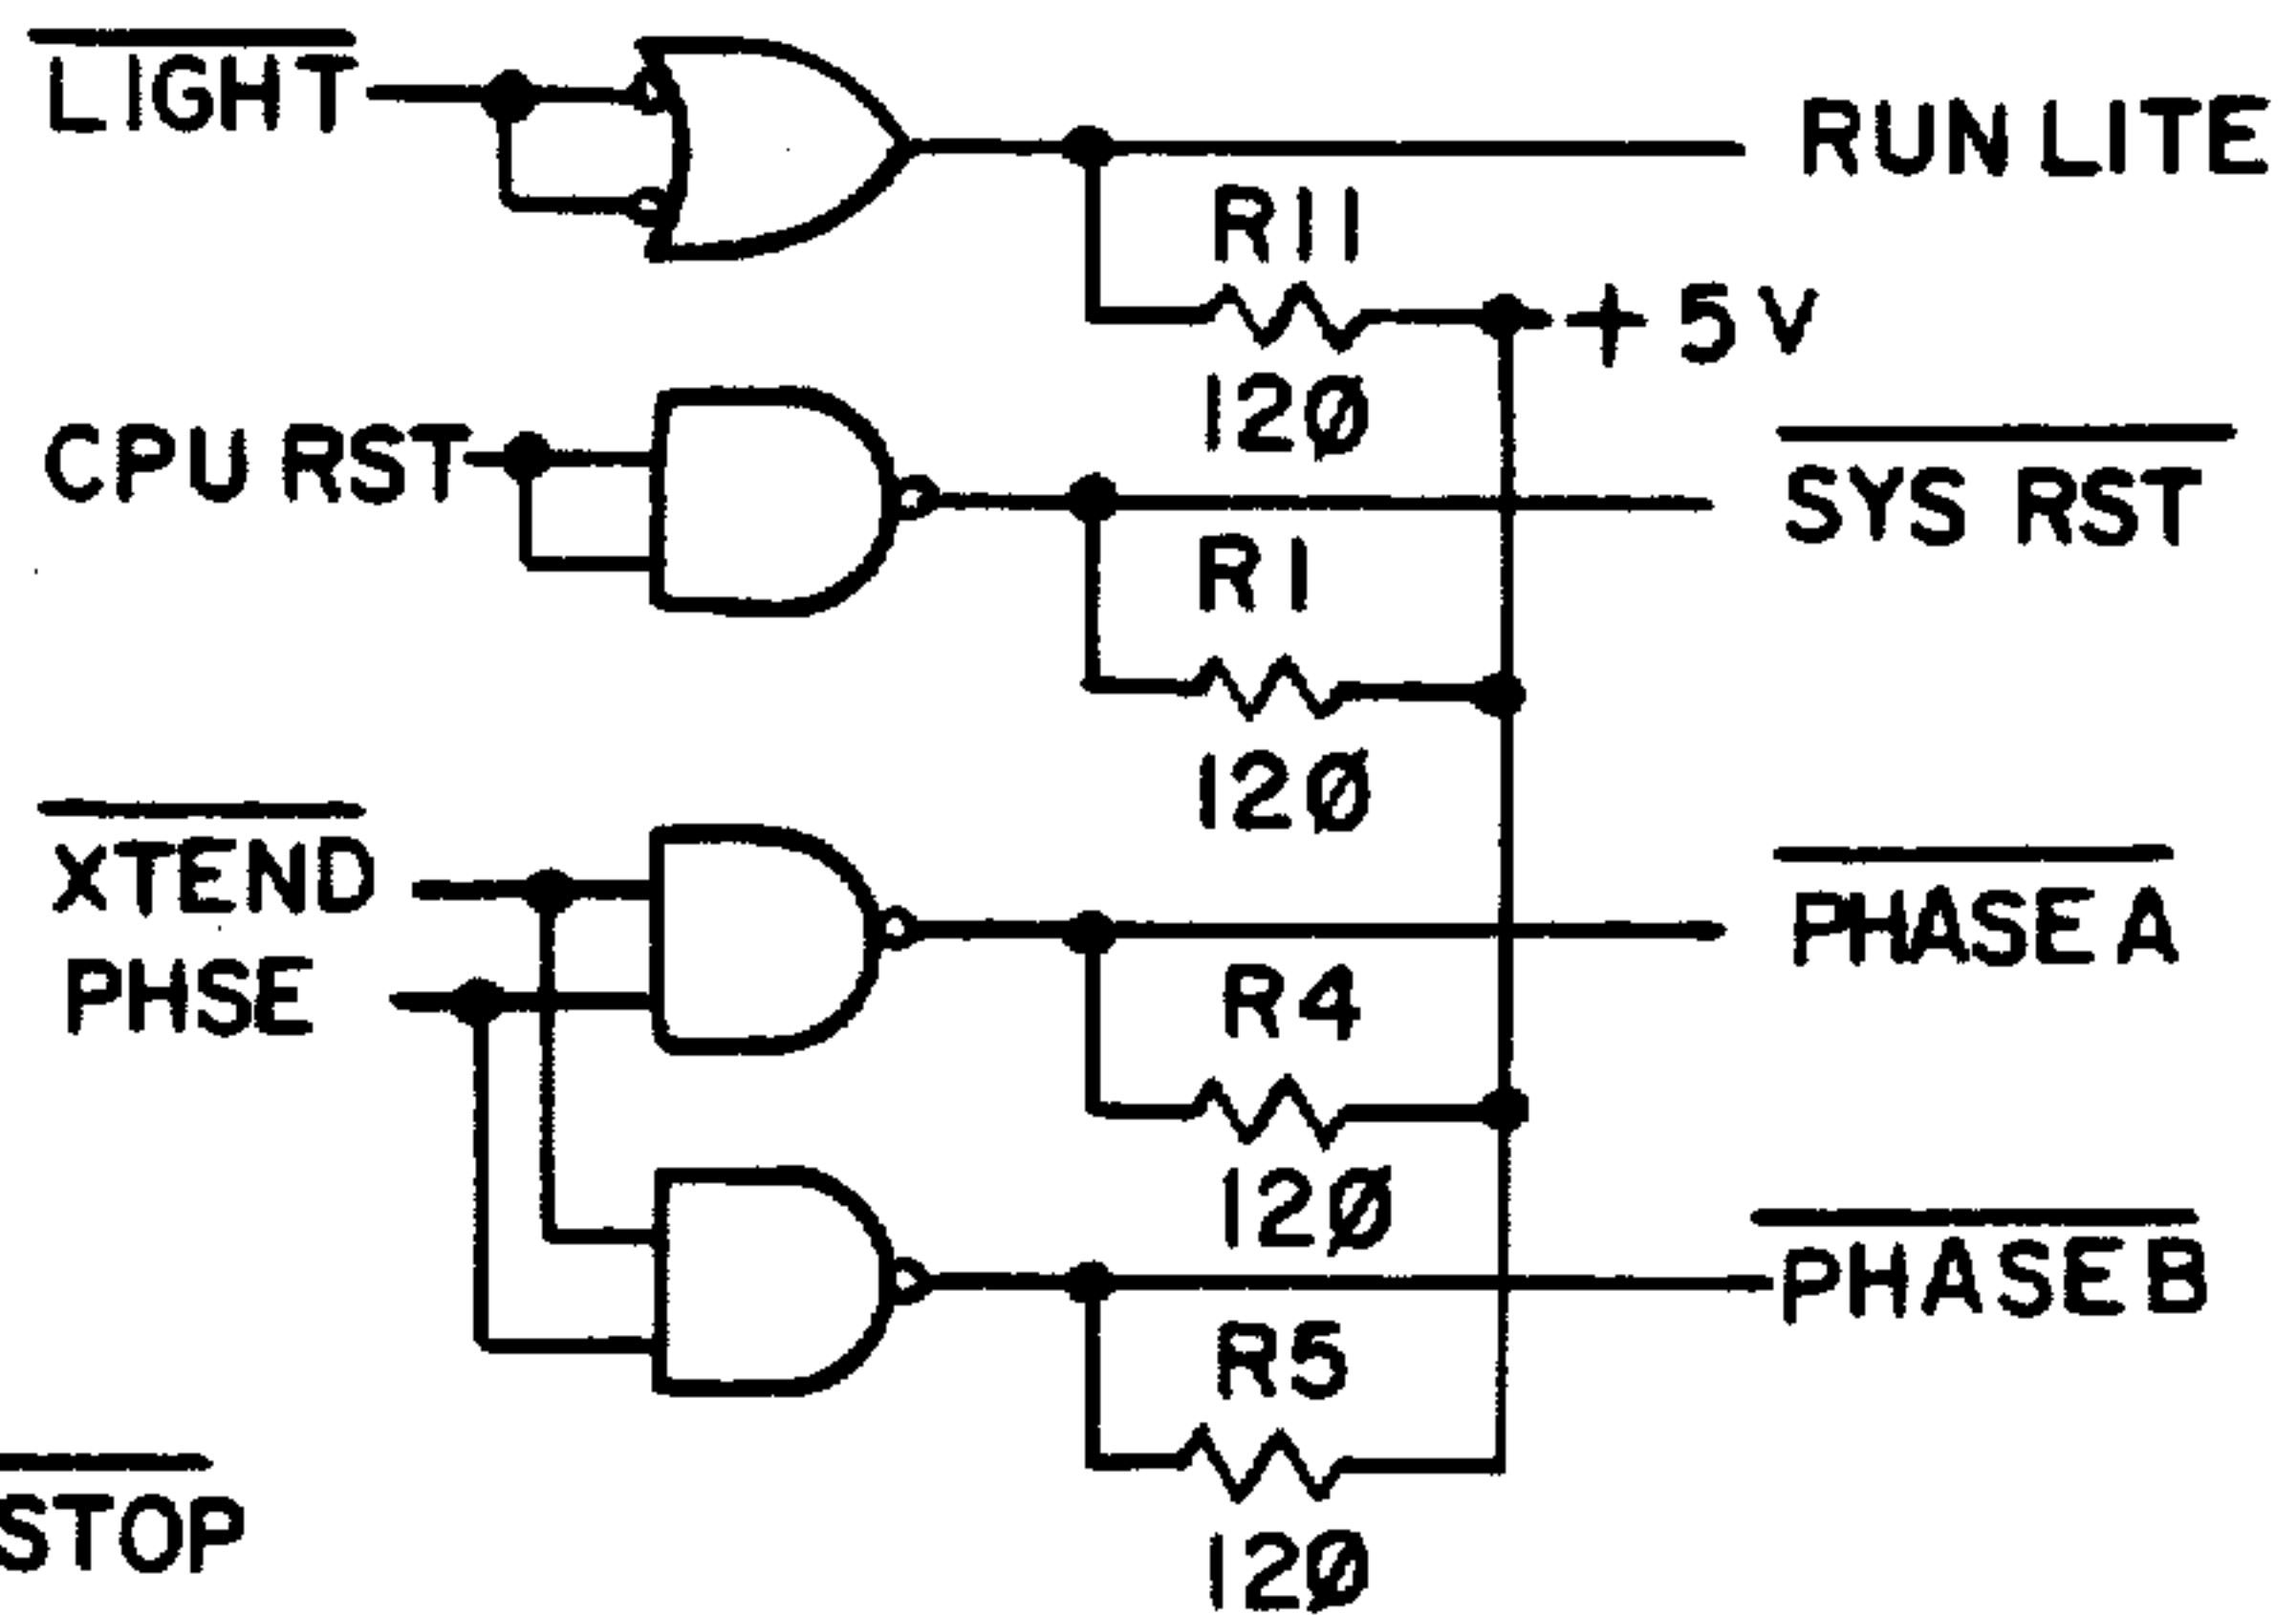 LIGHT
RUN LITE
R11
+5V
120
CPU RST
SYS RST
R1
120
XTEND
PHASE A
PHSE
R4
120
PHASE B
R5
STOP
120